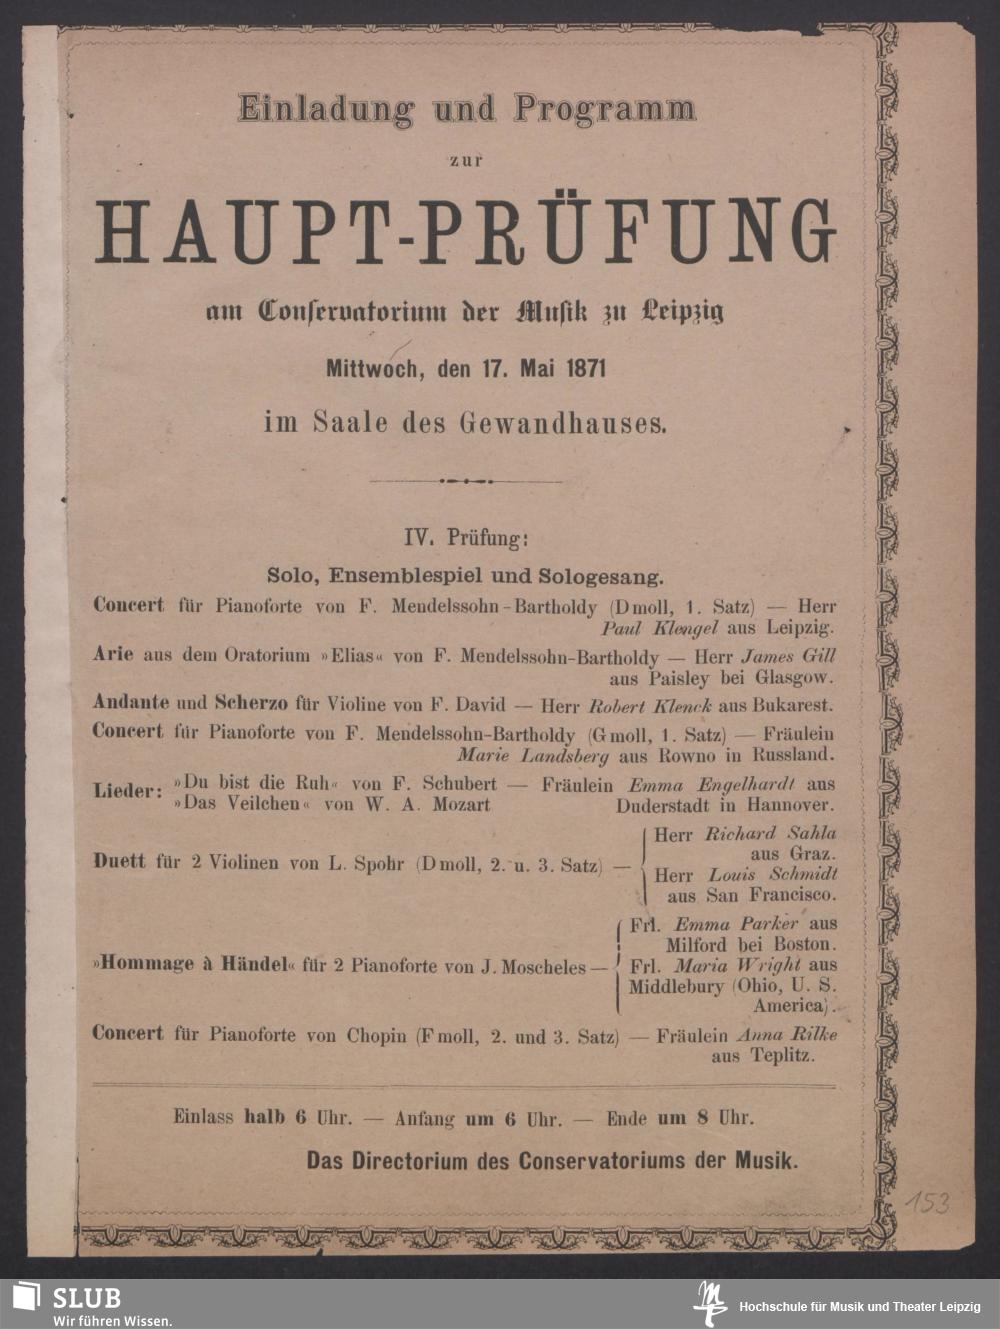 Einladung und Programm
zur
HAUPT-PRÜFUNG
am Conservatorium der Musik zu Leipzig
Mittwoch, den 17. Mai 1871
im Saale des Gewandhauses.
IV. Prüfung:
Solo, Ensemblespiel und Sologesang.
Concert für Pianoforte von F. Mendelssohn-Bartholdy (Dmoll, 1. Satz) — Herr
Paul Klengel aus Leipzig.
Arie aus dem Oratorium »Elias« von F. Mendelssohn-Bartholdy — Herr James Gill
aus Paisley bei Glasgow.
Andante und Scherzo für Violine von F. David — Herr Robert Klenck aus Bukarest.
Concert für Pianoforte von F. Mendelssohn-Bartholdy (Gmoll, 1. Satz) — Fräulein
Marie Landsberg aus Rowno in Russland.
Lieder: »Du bist die Ruh« von F. Schubert — Fräulein Emma Engelhardt aus
»Das Veilchen« von W. A. Mozart Duderstadt in Hannover.
Duett für 2 Violinen von L. Spohr (Dmoll, 2. u. 3. Satz) —
Herr Richard Sahla
aus Graz.
Herr Louis Schmidt
aus San Francisco.
»Hommage à Händel« für 2 Pianoforte von J. Moscheles —
Frl. Emma Parker aus
Milford bei Boston.
Frl. Maria Wright aus
Middlebury (Ohio, U. S.
America).
Concert für Pianoforte von Chopin (Fmoll, 2. und 3. Satz) — Fräulein Anna Rilke
aus Teplitz.
Einlass halb 6 Uhr. — Anfang um 6 Uhr. — Ende um 8 Uhr.
Das Directorium des Conservatoriums der Musik.
153
SLUB
Wir führen Wissen.
Hochschule für Musik und Theater Leipzig